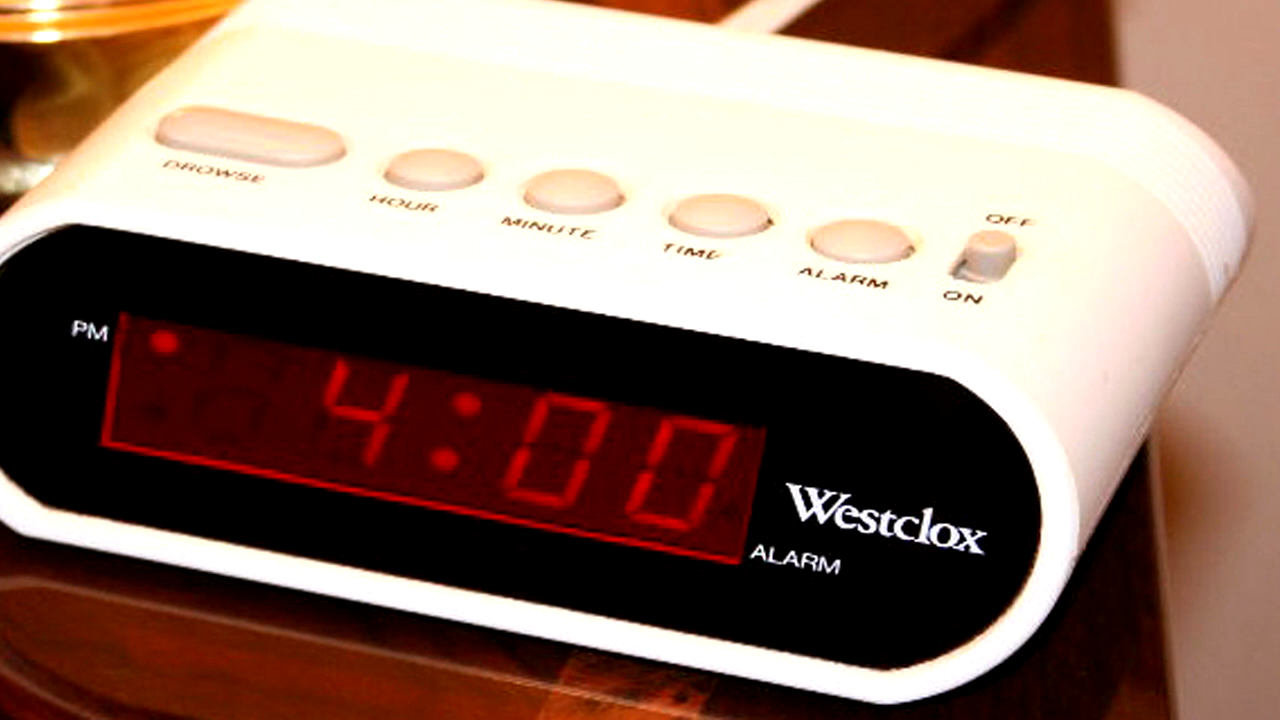 DROWSE
HOUR
MINUTE
TIME
ALARM
OFF
ON
PM
4:00
Westclox
ALARM